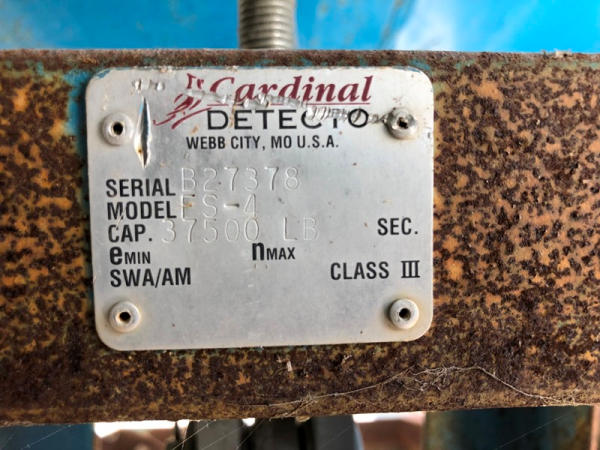 Cardinal
DETECTO
WEBB CITY, MO U.S.A.
SERIAL B27378
MODEL FS-4
CAP. 37500 LB SEC.
eMIN nMAX
SWA/AM CLASS III